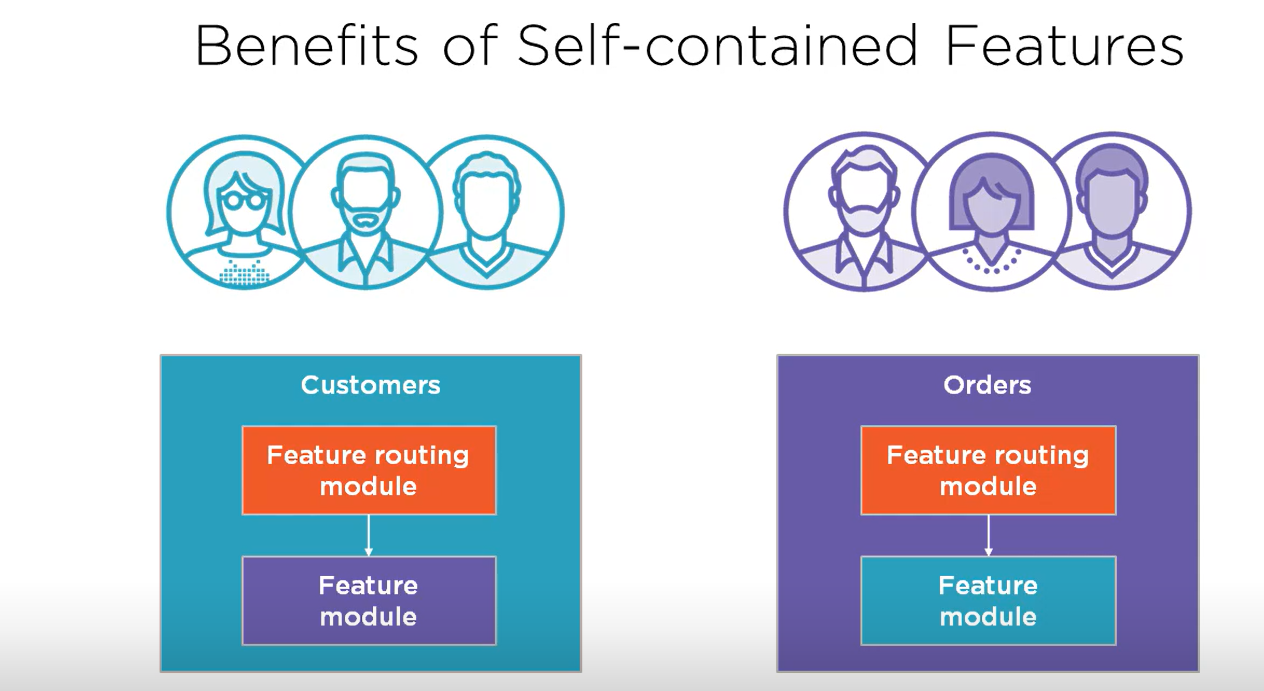 Benefits of Self-contained Features
Customers
Feature routing
module
Feature
module
Orders
Feature routing
module
Feature
module